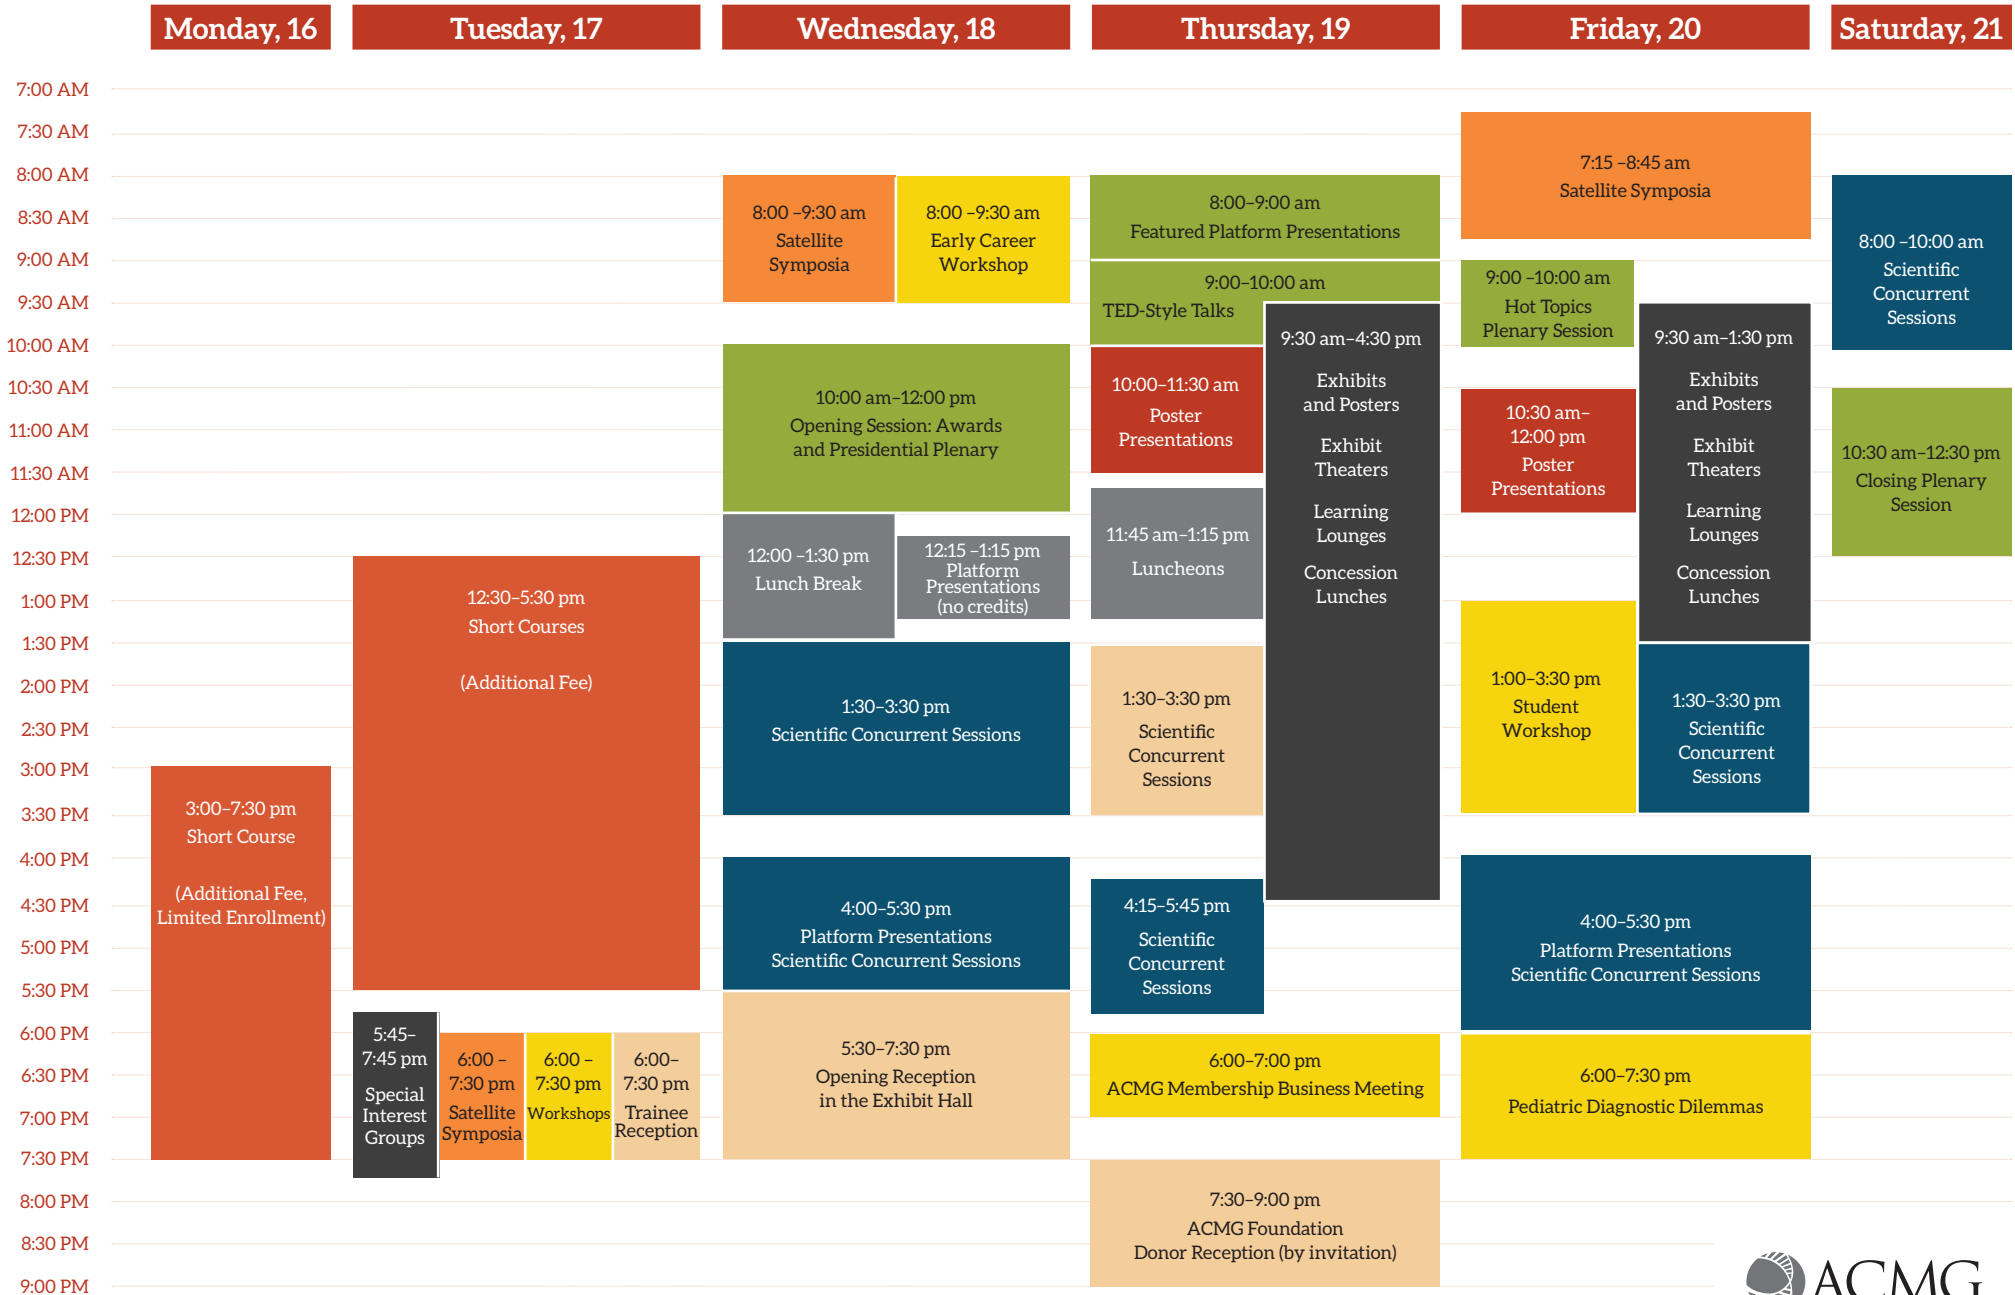 Monday, 16
Tuesday, 17
Wednesday, 18
Thursday, 19
Friday, 20
Saturday, 21
7:00 AM
7:30 AM
8:00 AM
8:30 AM
9:00 AM
9:30 AM
10:00 AM
10:30 AM
11:00 AM
11:30 AM
12:00 PM
12:30 PM
1:00 PM
1:30 PM
2:00 PM
2:30 PM
3:00 PM
3:30 PM
4:00 PM
4:30 PM
5:00 PM
5:30 PM
6:00 PM
6:30 PM
7:00 PM
7:30 PM
8:00 PM
8:30 PM
9:00 PM
3:00–7:30 pm
Short Course
(Additional Fee,
Limited Enrollment)
12:30–5:30 pm
Short Courses
(Additional Fee)
5:45–
7:45 pm
Special
Interest
Groups
6:00 –
7:30 pm
Satellite
Symposia
6:00 –
7:30 pm
Workshops
6:00–
7:30 pm
Trainee
Reception
8:00 –9:30 am
Satellite
Symposia
8:00 –9:30 am
Early Career
Workshop
10:00 am–12:00 pm
Opening Session: Awards
and Presidential Plenary
12:00 –1:30 pm
Lunch Break
12:15 –1:15 pm
Platform
Presentations
(no credits)
1:30–3:30 pm
Scientific Concurrent Sessions
4:00–5:30 pm
Platform Presentations
Scientific Concurrent Sessions
5:30–7:30 pm
Opening Reception
in the Exhibit Hall
8:00–9:00 am
Featured Platform Presentations
9:00–10:00 am
TED-Style Talks
10:00–11:30 am
Poster
Presentations
11:45 am–1:15 pm
Luncheons
1:30–3:30 pm
Scientific
Concurrent
Sessions
4:15–5:45 pm
Scientific
Concurrent
Sessions
9:30 am–4:30 pm
Exhibits
and Posters
Exhibit
Theaters
Learning
Lounges
Concession
Lunches
6:00–7:00 pm
ACMG Membership Business Meeting
7:30–9:00 pm
ACMG Foundation
Donor Reception (by invitation)
7:15 –8:45 am
Satellite Symposia
9:00 –10:00 am
Hot Topics
Plenary Session
10:30 am–
12:00 pm
Poster
Presentations
9:30 am–1:30 pm
Exhibits
and Posters
Exhibit
Theaters
Learning
Lounges
Concession
Lunches
1:00–3:30 pm
Student
Workshop
1:30–3:30 pm
Scientific
Concurrent
Sessions
4:00–5:30 pm
Platform Presentations
Scientific Concurrent Sessions
6:00–7:30 pm
Pediatric Diagnostic Dilemmas
8:00 –10:00 am
Scientific
Concurrent
Sessions
10:30 am–12:30 pm
Closing Plenary
Session
ACMG